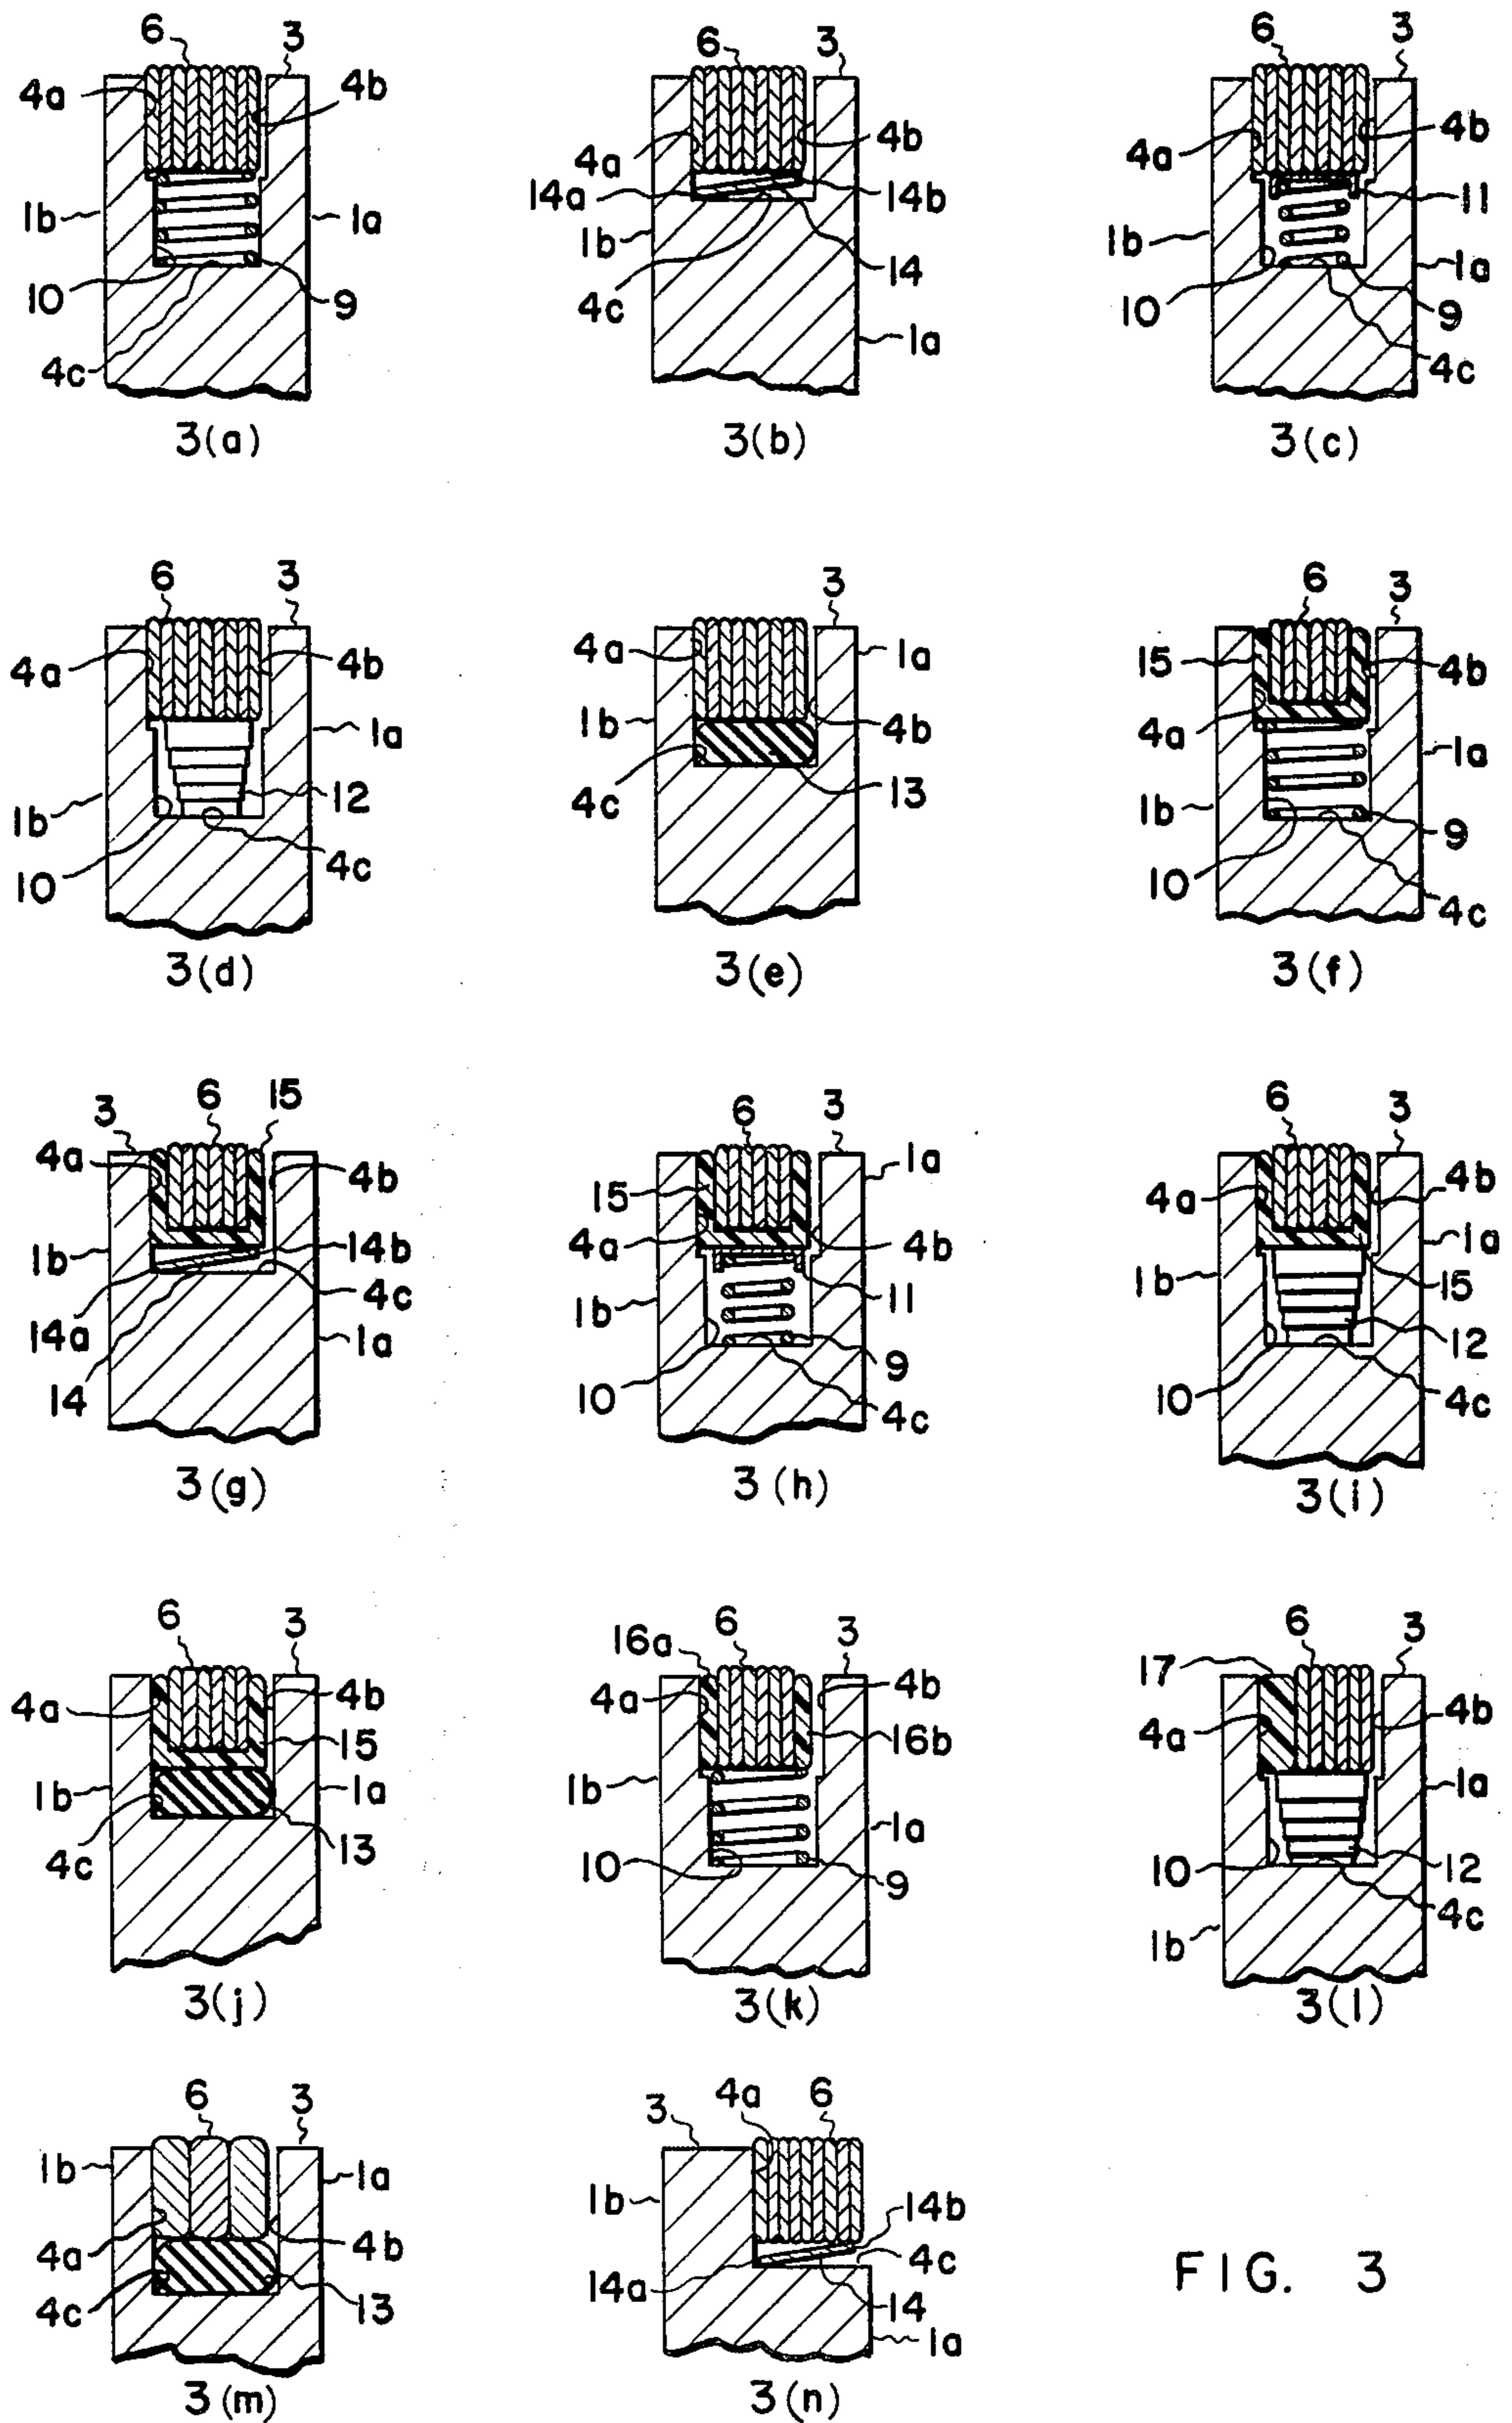 6 3 6 3 6 3
4a 4b 4a 4b 4a 4b
14a 14b 11
1b 1a 1b 14 1b 1a
10 9 4c 10 9
4c 1a 4c
3(a) 3(b) 3(c)
6 3 3 6 3
4a 4b 4a 1a 15 4b
1a 1b 4b 4a 1a
1b 12 4c 13 1b 9
10 4c 10 4c
3(d) 3(e) 3(f)
3 6 15 6 3 6 3
4a 4b 15 1a 4a 4b
1b 14b 4a 4b 1b 1a
14a 4c 1b 11 15
14 1a 10 9 12
4c 10 4c
3(g) 3(h) 3(i)
6 3 16a 6 3 17 6 3
4a 4b 4a 4b 4a 4b
15 16b
1b 1a 1b 1a 1a
4c 13 10 9 10 12
4c
1b
3(j) 3(k) 3(l)
6 3 3 4a 6
1b 1a 1b 14b
4a 4b 4c
4c 13 14a 14
1a
3(m) 3(n)
FIG. 3